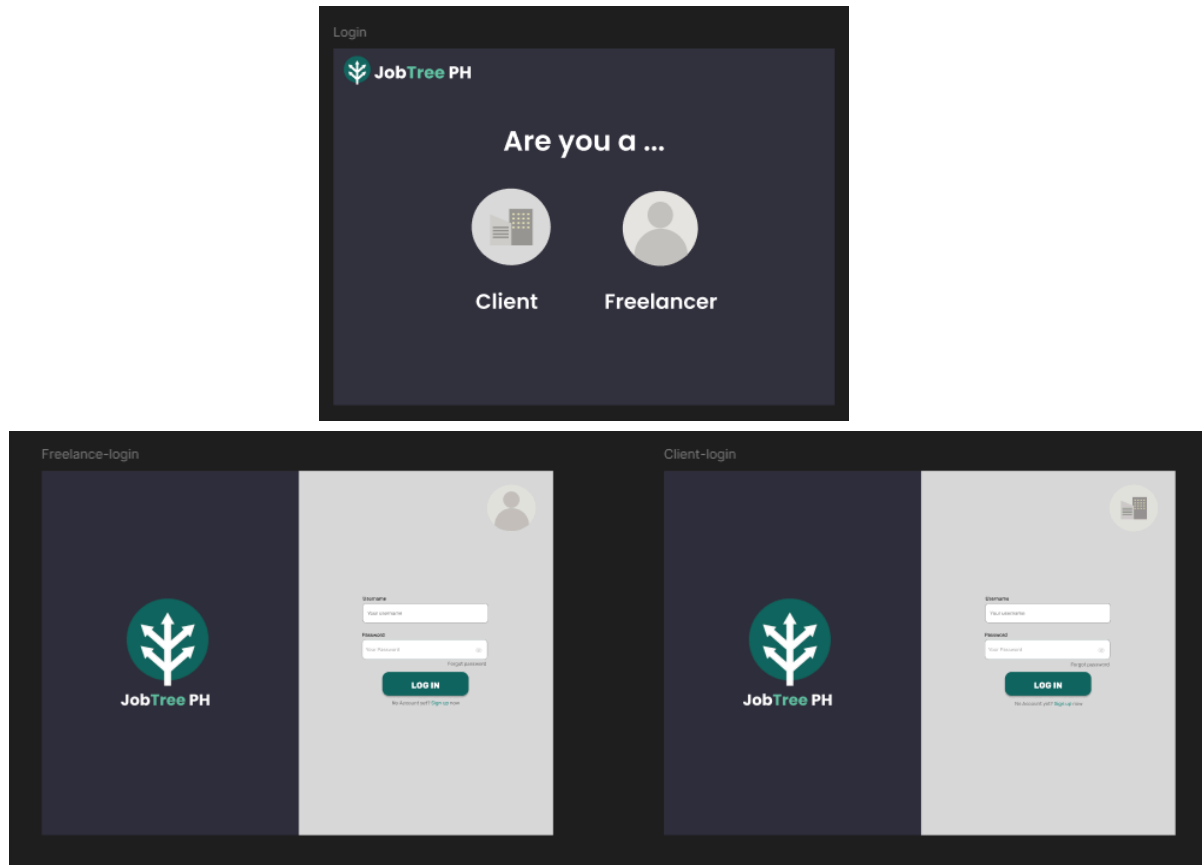 Login
JobTree PH
Are you a ...
Client
Freelancer
Freelance-login
JobTree PH
Username
Your username
Password
Your Password
Forgot password
LOG IN
No Account yet? Sign up now
Client-login
JobTree PH
Username
Your username
Password
Your Password
Forgot password
LOG IN
No Account yet? Sign up now